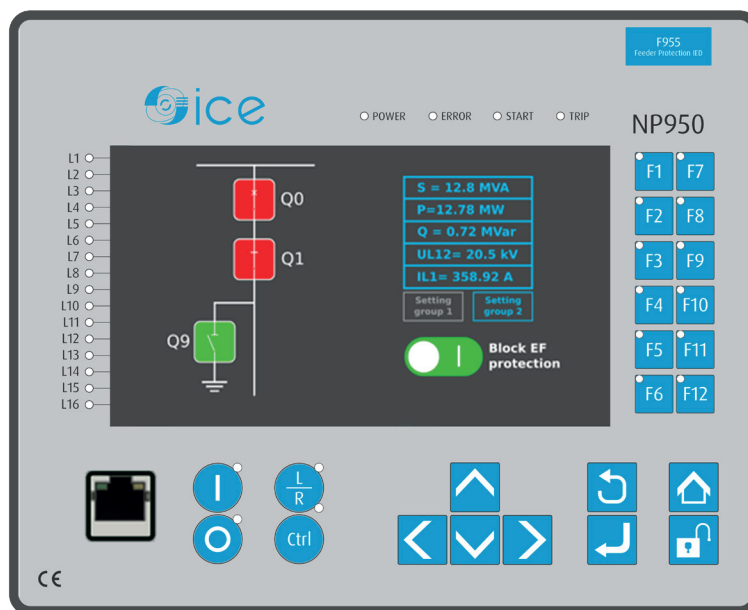 F955
Feeder Protection IED
ice
POWER
ERROR
START
TRIP
NP950
L1
L2
L3
L4
L5
L6
L7
L8
L9
L10
L11
L12
L13
L14
L15
L16
Q0
Q1
Q9
S = 12.8 MVA
P=12.78 MW
Q = 0.72 MVar
UL12= 20.5 kV
IL1= 358.92 A
Setting
group 1
Setting
group 2
Block EF
protection
F1
F7
F2
F8
F3
F9
F4
F10
F5
F11
F6
F12
L
R
Ctrl
CE